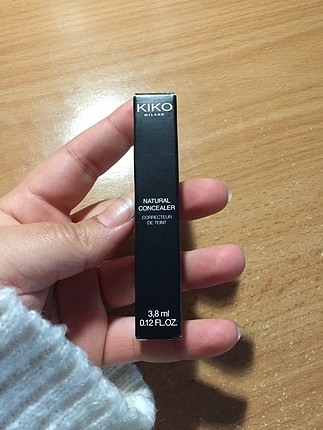 KIKO
MILANO
NATURAL
CONCEALER
CORRECTEUR
DE TEINT
3,8 ml
0.12 FL.OZ.